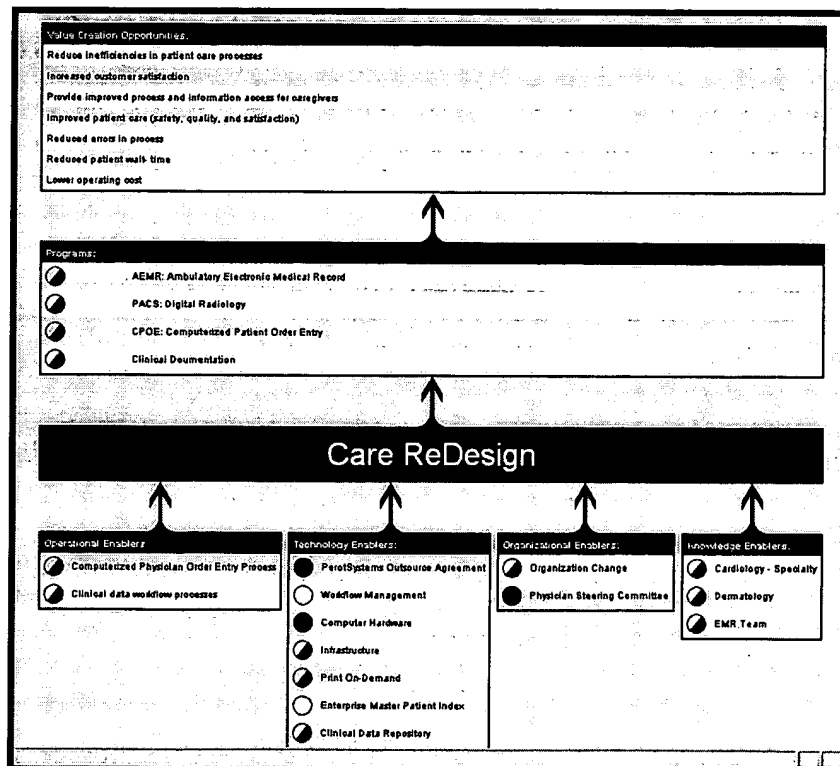 Value Creation Opportunities:
Reduce inefficiencies in patient care processes
Increased customer satisfaction
Provide improved process and information access for caregivers
Improved patient care (safety, quality, and satisfaction)
Reduced errors in process
Reduced patient wait-time
Lower operating cost
Programs:
AEMR: Ambulatory Electronic Medical Record
PACS: Digital Radiology
CPOE: Computerized Patient Order Entry
Clinical Deumentation
Care ReDesign
Operational Enablers
Computerized Physician Order Entry Process
Clinical data workflow processes
Technology Enablers:
PerotSystems Outsource Agreement
Workflow Management
Computer Hardware
Infrastructure
Print On-Demand
Enterprise Master Patient Index
Clinical Data Repository
Organizational Enablers:
Organization Change
Physician Steering Committee
Knowledge Enablers:
Cardiology - Specialty
Dermatology
EMR Team